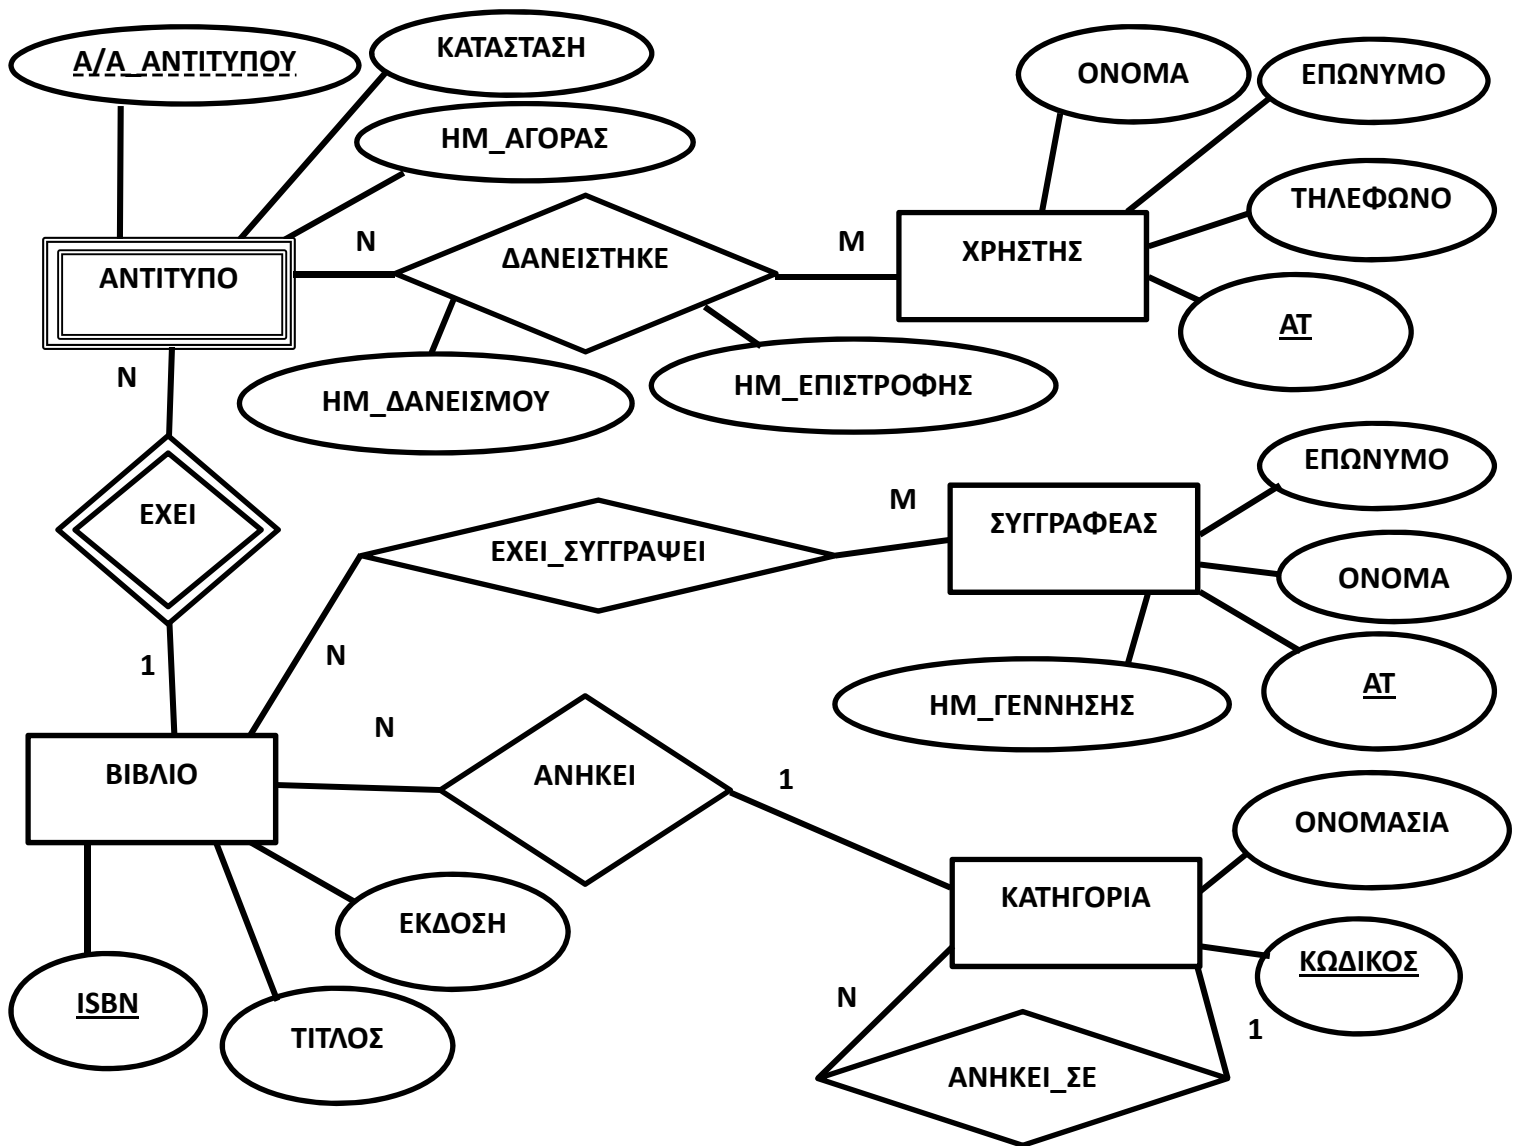 Α/Α_ΑΝΤΙΤΥΠΟΥ
ΚΑΤΑΣΤΑΣΗ
ΗΜ_ΑΓΟΡΑΣ
ΟΝΟΜΑ
ΕΠΩΝΥΜΟ
ΤΗΛΕΦΩΝΟ
ΑΤ
ΑΝΤΙΤΥΠΟ
Ν
ΔΑΝΕΙΣΤΗΚΕ
Μ
ΧΡΗΣΤΗΣ
Ν
ΗΜ_ΔΑΝΕΙΣΜΟΥ
ΗΜ_ΕΠΙΣΤΡΟΦΗΣ
ΕΧΕΙ
ΕΧΕΙ_ΣΥΓΓΡΑΨΕΙ
Μ
ΣΥΓΓΡΑΦΕΑΣ
ΕΠΩΝΥΜΟ
ΟΝΟΜΑ
ΑΤ
ΗΜ_ΓΕΝΝΗΣΗΣ
1
Ν
Ν
ΒΙΒΛΙΟ
ΑΝΗΚΕΙ
1
ΟΝΟΜΑΣΙΑ
ΚΑΤΗΓΟΡΙΑ
ΚΩΔΙΚΟΣ
ΕΚΔΟΣΗ
ISBN
ΤΙΤΛΟΣ
Ν
1
ΑΝΗΚΕΙ_ΣΕ